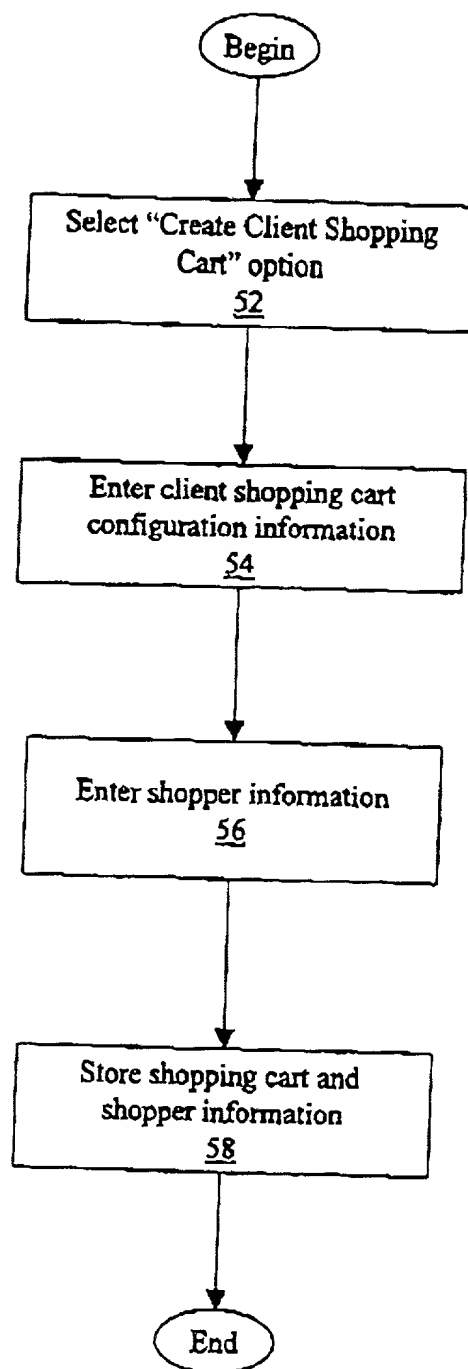 Begin
Select “Create Client Shopping
Cart” option
52
Enter client shopping cart
configuration information
54
Enter shopper information
56
Store shopping cart and
shopper information
58
End